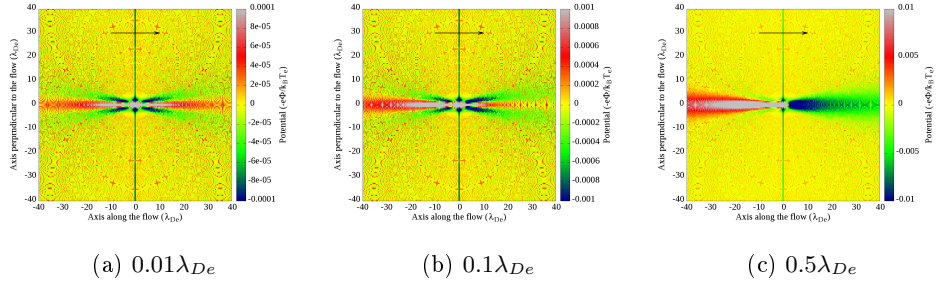 40
30
20
10
0
-10
-20
-30
-40
Axis perpndicular to the flow (λDe)
-40 -30 -20 -10 0 10 20 30 40
Axis along the flow (λDe)
0.0001
8e-05
6e-05
4e-05
2e-05
0
-2e-05
-4e-05
-6e-05
-8e-05
-0.0001
Potential (-eΦ/kBTe)
(a) 0.01λDe
40
30
20
10
0
-10
-20
-30
-40
Axis perpndicular to the flow (λDe)
-40 -30 -20 -10 0 10 20 30 40
Axis along the flow (λDe)
0.001
0.0008
0.0006
0.0004
0.0002
0
-0.0002
-0.0004
-0.0006
-0.0008
-0.001
Potential (-eΦ/kBTe)
(b) 0.1λDe
40
30
20
10
0
-10
-20
-30
-40
Axis perpndicular to the flow (λDe)
-40 -30 -20 -10 0 10 20 30 40
Axis along the flow (λDe)
0.01
0.005
0
-0.005
-0.01
Potential (-eΦ/kBTe)
(c) 0.5λDe